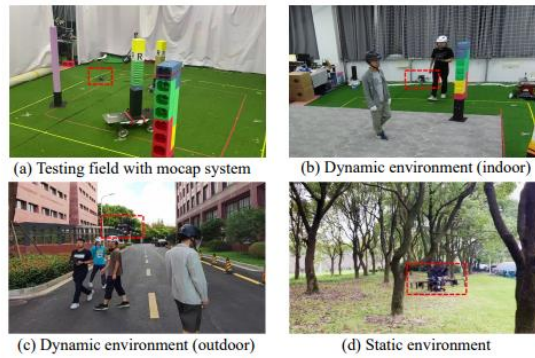 R
(a) Testing field with mocap system
(b) Dynamic environment (indoor)
(c) Dynamic environment (outdoor)
(d) Static environment